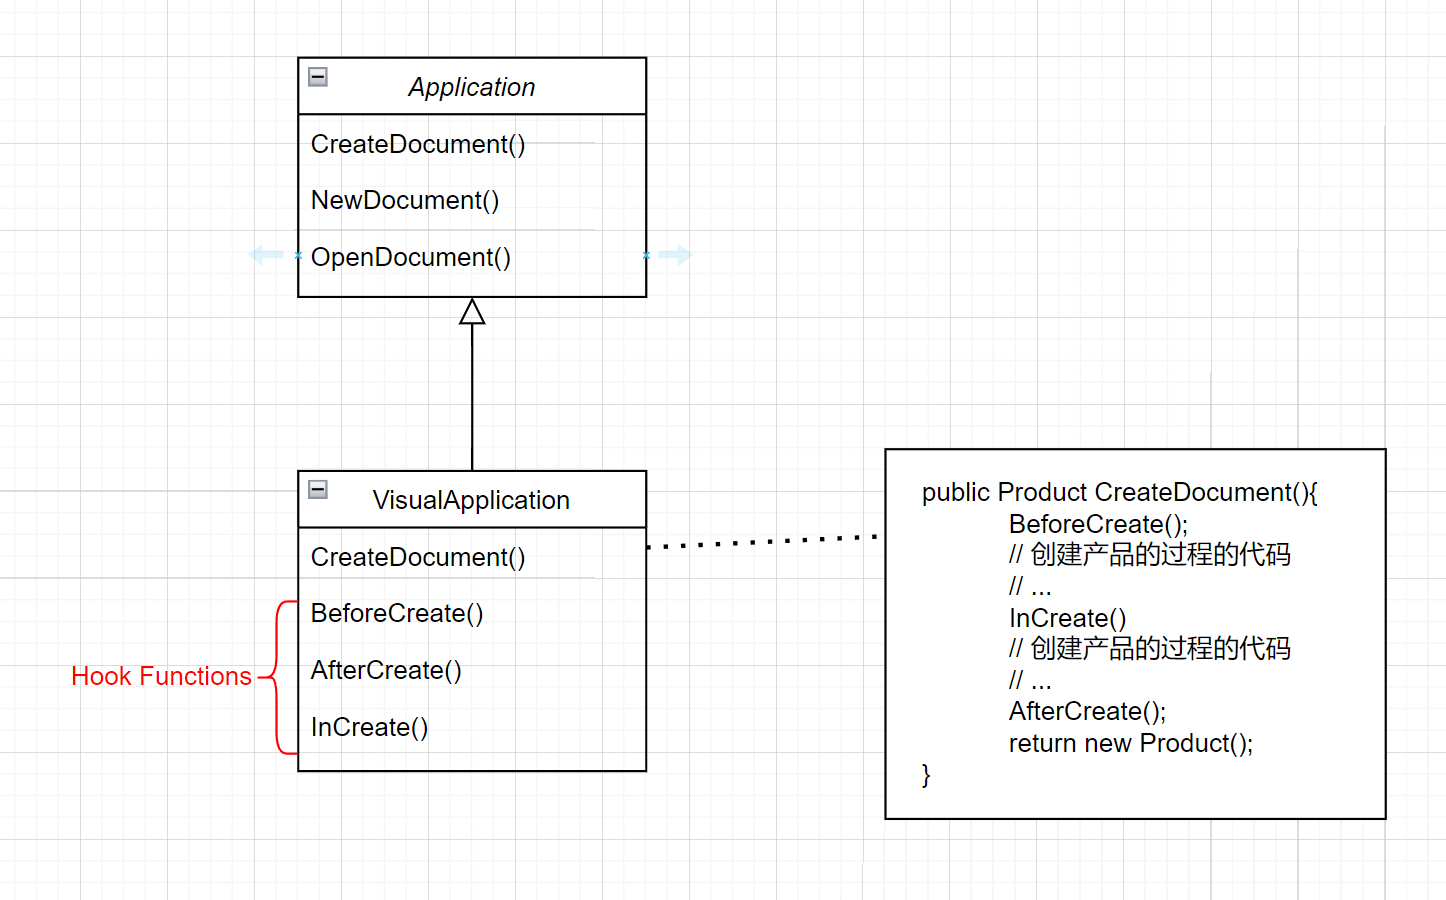 Application
CreateDocument()
NewDocument()
OpenDocument()
VisualApplication
CreateDocument()
BeforeCreate()
AfterCreate()
InCreate()
Hook Functions
public Product CreateDocument(){
BeforeCreate();
// 创建产品的过程的代码
// ...
InCreate()
// 创建产品的过程的代码
// ...
AfterCreate();
return new Product();
}